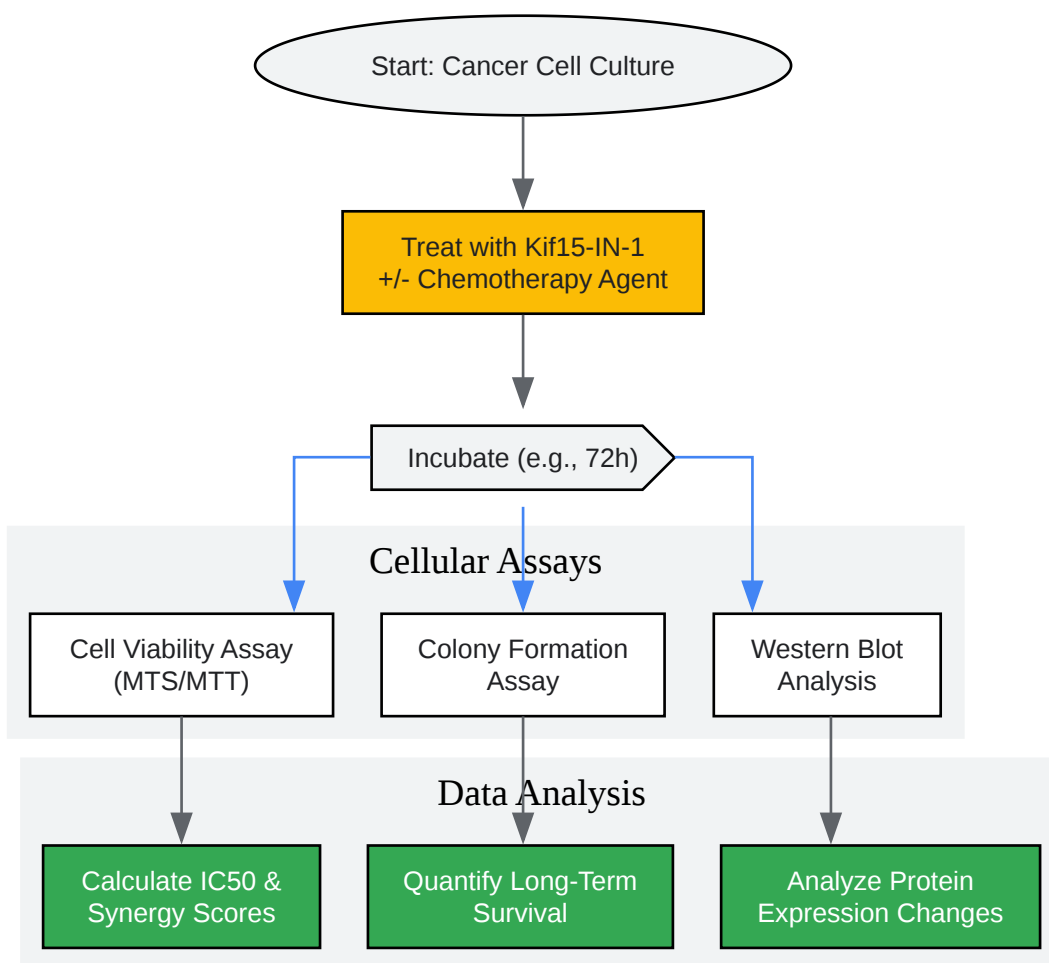 Start: Cancer Cell Culture
Treat with Kif15-IN-1
+/- Chemotherapy Agent
Incubate (e.g., 72h)
Cellular Assays
Cell Viability Assay
(MTS/MTT)
Colony Formation
Assay
Western Blot
Analysis
Data Analysis
Calculate IC50 &
Synergy Scores
Quantify Long-Term
Survival
Analyze Protein
Expression Changes